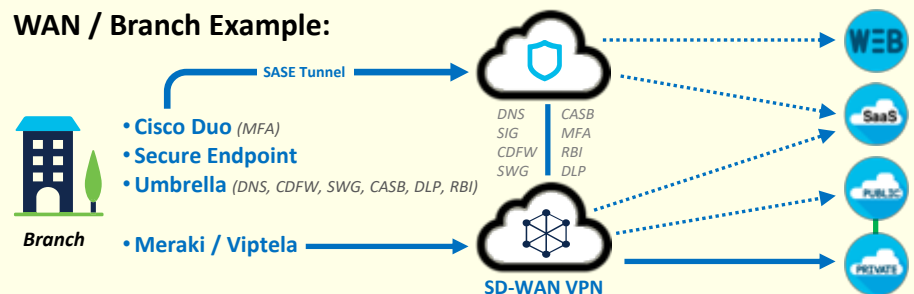 WAN / Branch Example:
SASE Tunnel
• Cisco Duo (MFA)
• Secure Endpoint
• Umbrella (DNS, CDFW, SWG, CASB, DLP, RBI)
Branch
• Meraki / Viptela
DNS CASB
SIG MFA
CDFW RBI
SWG DLP
SD-WAN VPN
WEB
SaaS
PUBLIC
PRIVATE